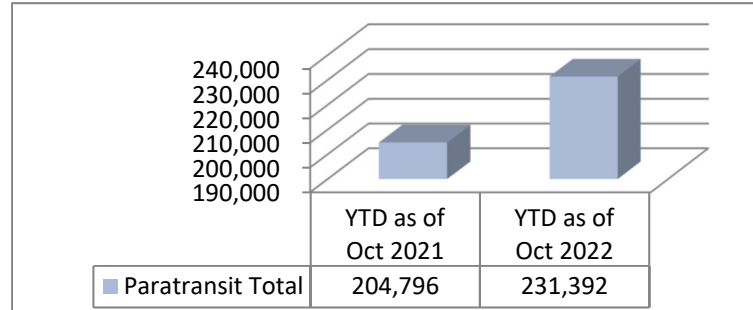 240,000
230,000
220,000
210,000
200,000
190,000
YTD as of
Oct 2021
YTD as of
Oct 2022
Paratransit Total 204,796 231,392